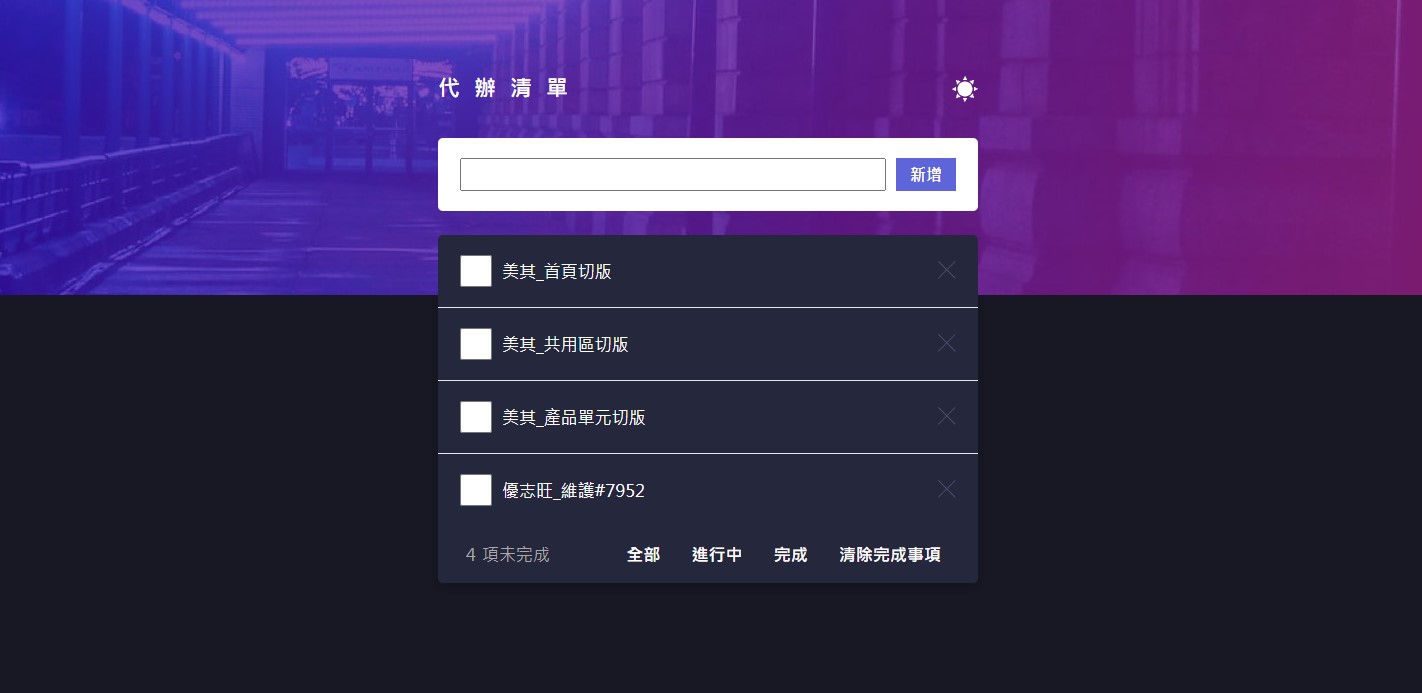 代辦清單
新增
美其_首頁切版
美其_共用區切版
美其_產品單元切版
優志旺_維護#7952
4 項未完成 全部 進行中 完成 清除完成事項